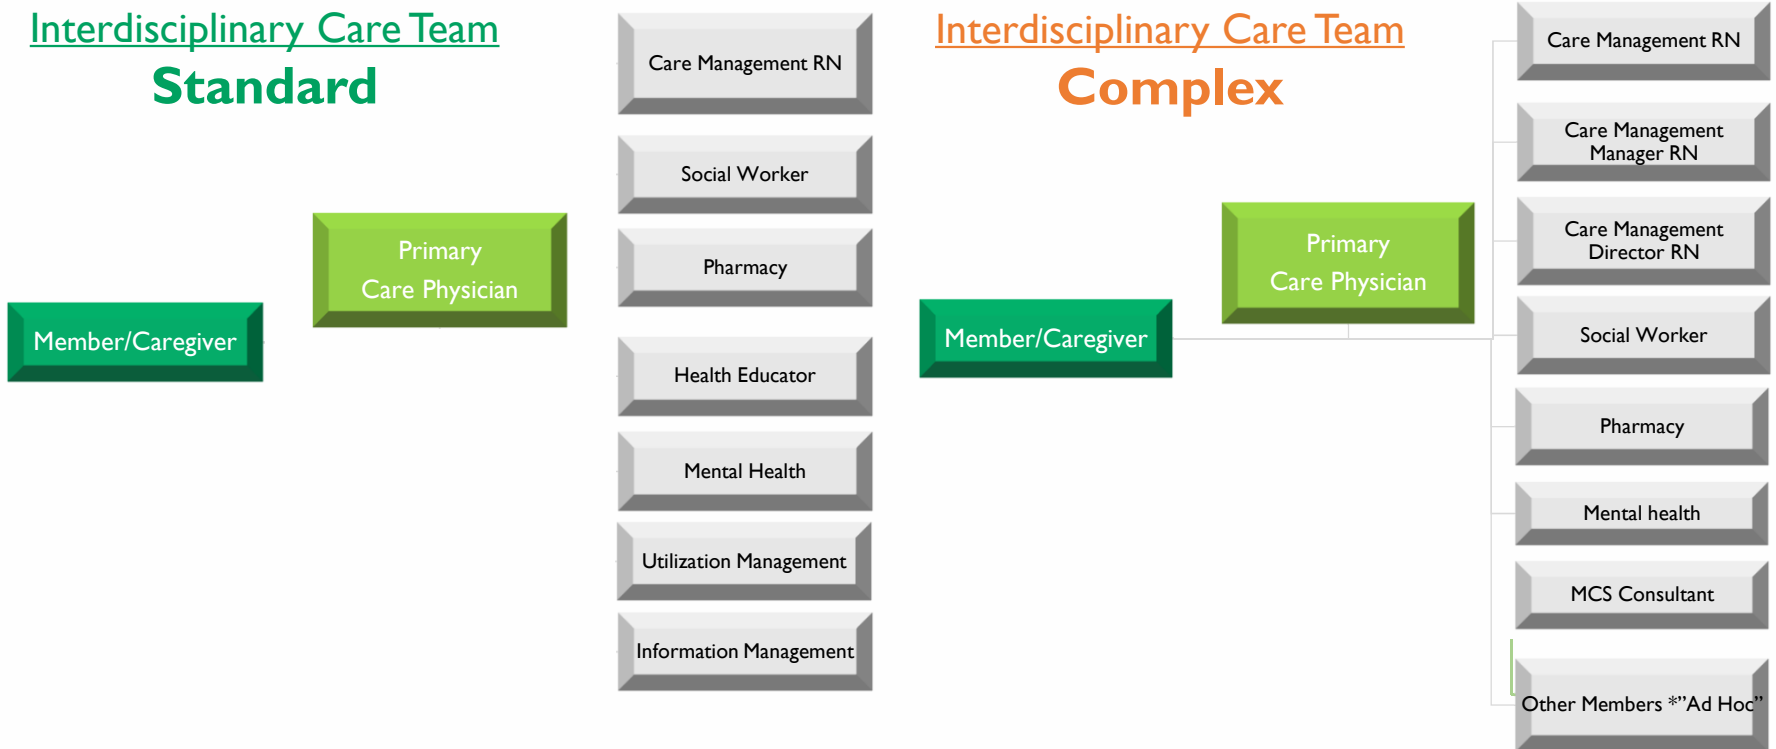 Interdisciplinary Care Team
Standard
Member/Caregiver
Primary
Care Physician
Care Management RN
Social Worker
Pharmacy
Health Educator
Mental Health
Utilization Management
Information Management
Interdisciplinary Care Team
Complex
Member/Caregiver
Primary
Care Physician
Care Management RN
Care Management
Manager RN
Care Management
Director RN
Social Worker
Pharmacy
Mental health
MCS Consultant
Other Members *”Ad Hoc”